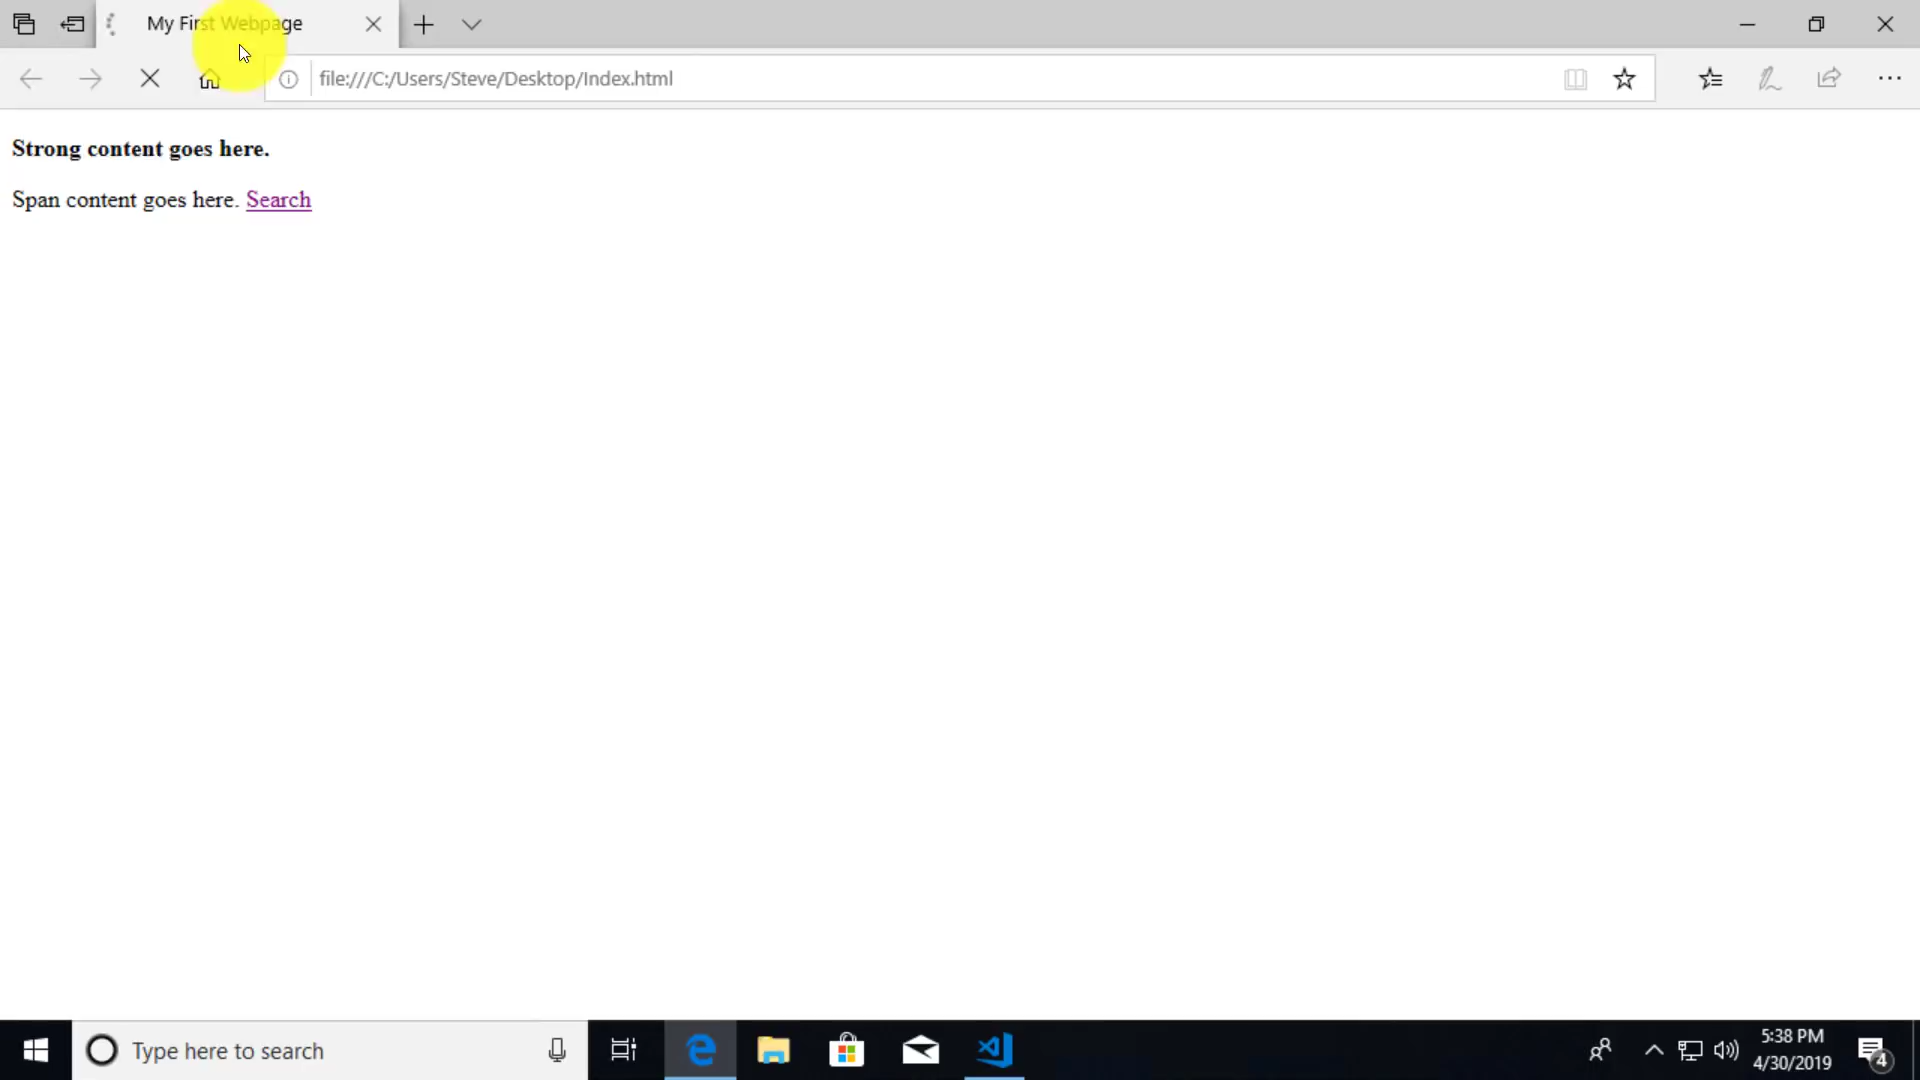 My First Webpage
file:///C:/Users/Steve/Desktop/Index.html
Strong content goes here.
Span content goes here. Search
Type here to search
5:38 PM
4/30/2019
4